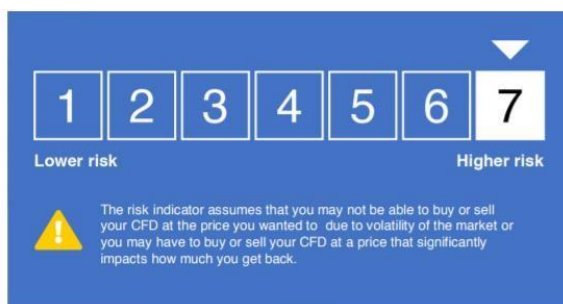 1 2 3 4 5 6 7
Lower risk Higher risk
The risk indicator assumes that you may not be able to buy or sell
your CFD at the price you wanted to due to volatility of the market or
you may have to buy or sell your CFD at a price that significantly
impacts how much you get back.